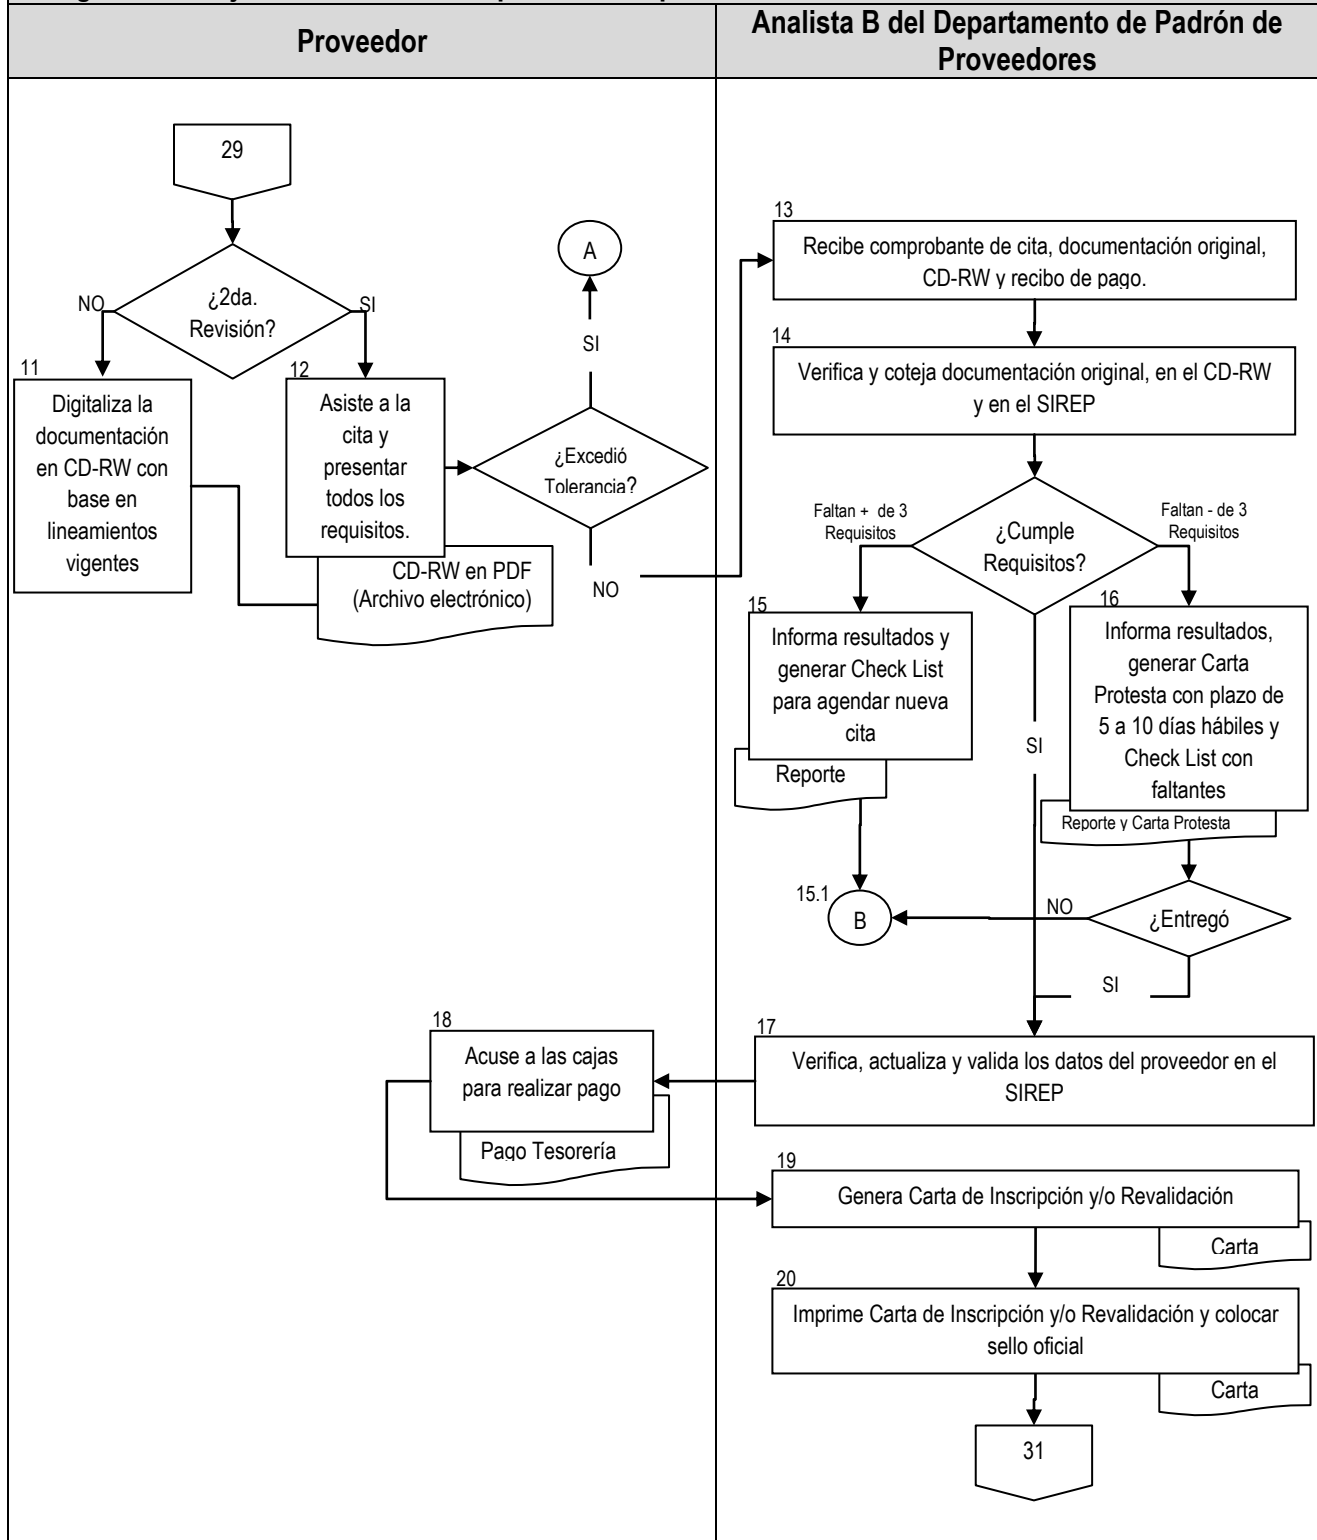 Proveedor
Analista B del Departamento de Padrón de
Proveedores
29
¿2da.
Revisión?
NO
SI
11
Digitaliza la
documentación
en CD-RW con
base en
lineamientos
vigentes
12
Asiste a la
cita y
presentar
todos los
requisitos.
CD-RW en PDF
(Archivo electrónico)
A
SI
¿Excedió
Tolerancia?
NO
13
Recibe comprobante de cita, documentación original,
CD-RW y recibo de pago.
14
Verifica y coteja documentación original, en el CD-RW
y en el SIREP
¿Cumple
Requisitos?
Faltan + de 3
Requisitos
Faltan - de 3
Requisitos
15
Informa resultados y
generar Check List
para agendar nueva
cita
Reporte
SI
16
Informa resultados,
generar Carta
Protesta con plazo de
5 a 10 días hábiles y
Check List con
faltantes
Reporte y Carta Protesta
15.1
B
NO
¿Entregó
SI
17
Verifica, actualiza y valida los datos del proveedor en el
SIREP
18
Acuse a las cajas
para realizar pago
Pago Tesorería
19
Genera Carta de Inscripción y/o Revalidación
Carta
20
Imprime Carta de Inscripción y/o Revalidación y colocar
sello oficial
Carta
31